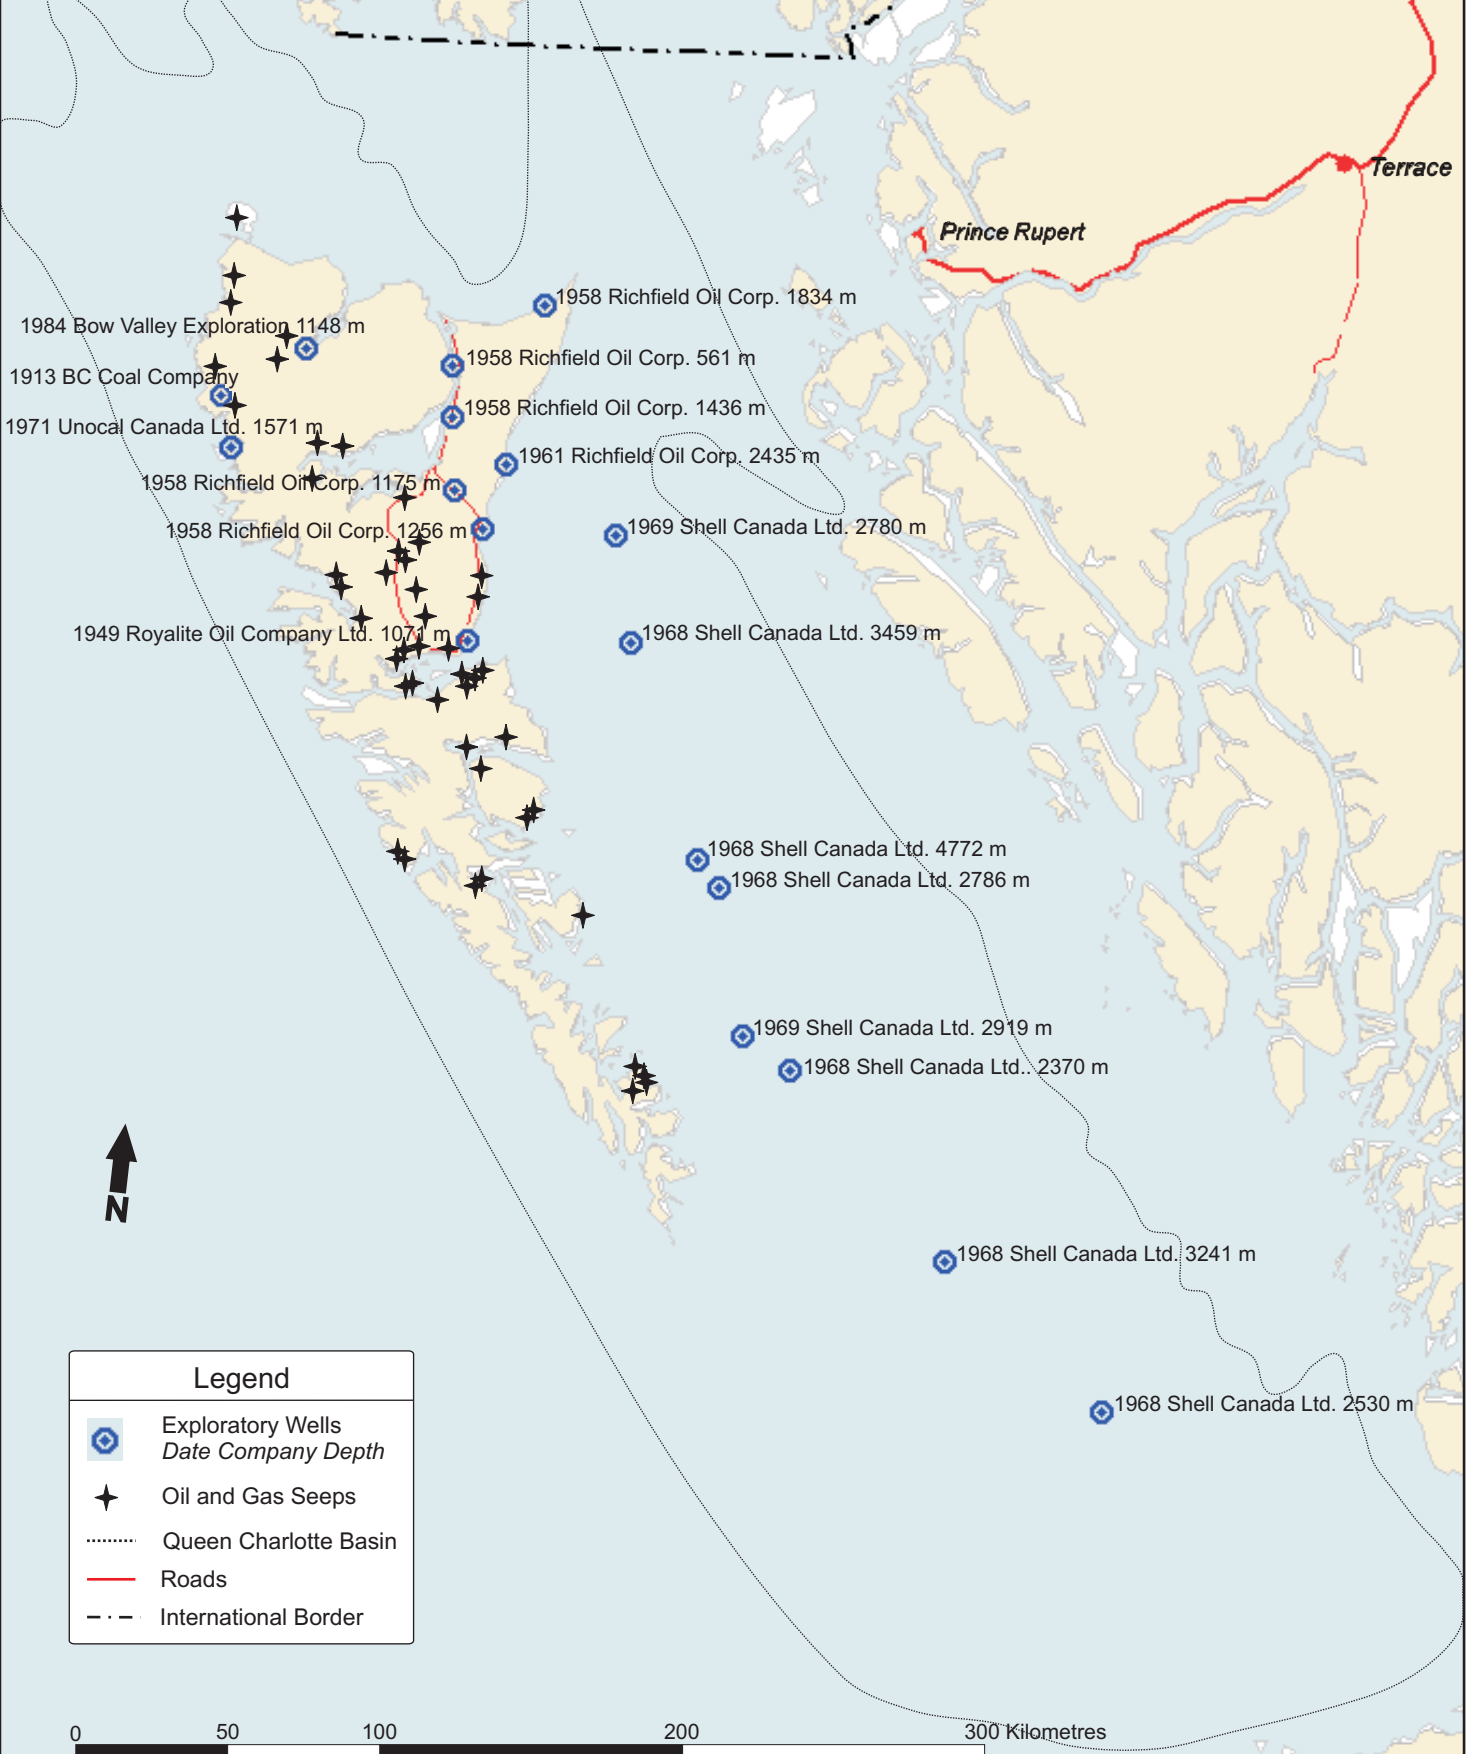 Terrace
Prince Rupert
1958 Richfield Oil Corp. 1834 m
1984 Bow Valley Exploration 1148 m
1958 Richfield Oil Corp. 561 m
1913 BC Coal Company
1958 Richfield Oil Corp. 1436 m
1971 Unocal Canada Ltd. 1571 m
1961 Richfield Oil Corp. 2435 m
1958 Richfield Oil Corp. 1175 m
1958 Richfield Oil Corp. 1256 m
1969 Shell Canada Ltd. 2780 m
1949 Royalite Oil Company Ltd. 1071 m
1968 Shell Canada Ltd. 3459 m
1968 Shell Canada Ltd. 4772 m
1968 Shell Canada Ltd. 2786 m
1969 Shell Canada Ltd. 2919 m
1968 Shell Canada Ltd.. 2370 m
N
1968 Shell Canada Ltd. 3241 m
1968 Shell Canada Ltd. 2530 m
Legend
Exploratory Wells
Date Company Depth
Oil and Gas Seeps
Queen Charlotte Basin
Roads
International Border
0 50 100 200 300 Kilometres